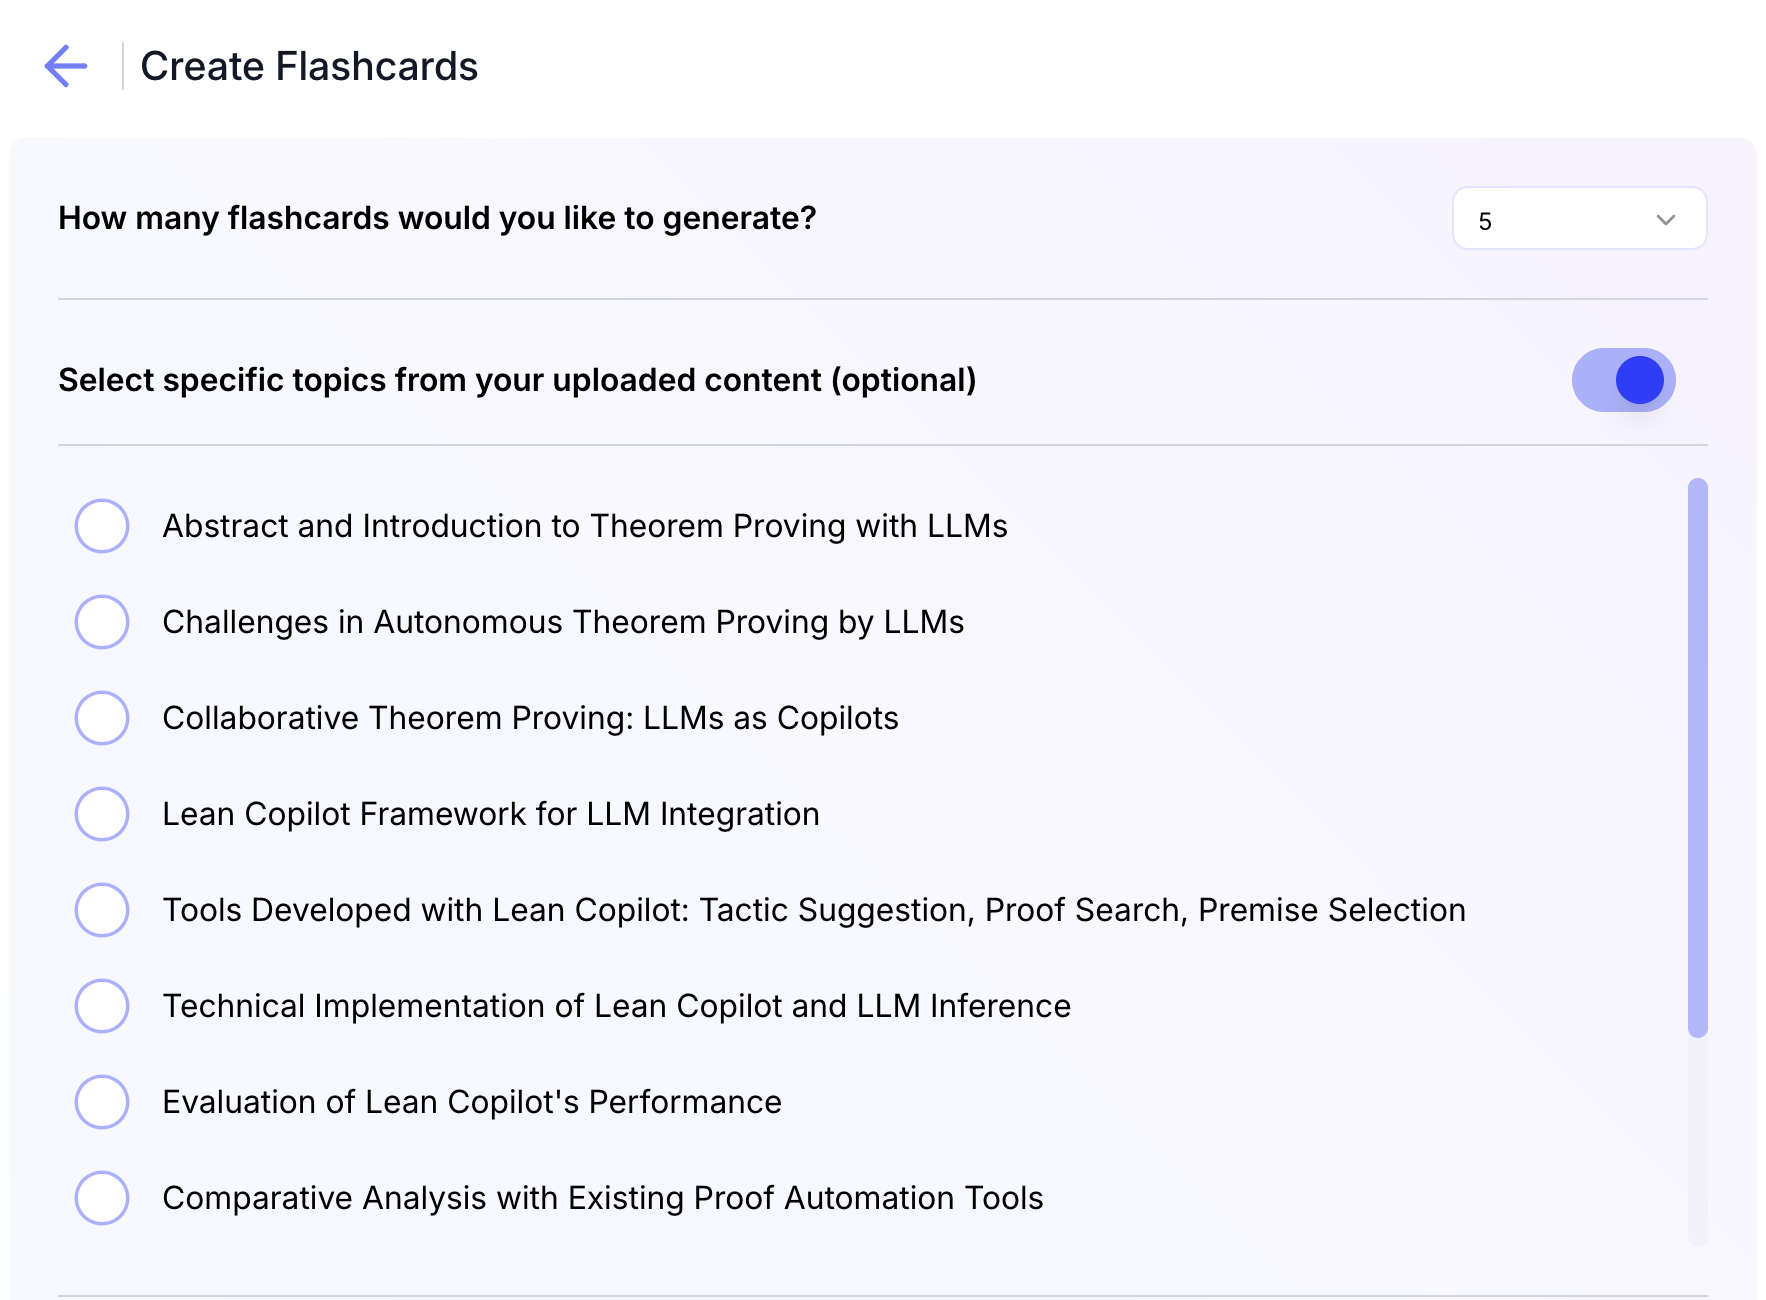 Create Flashcards
How many flashcards would you like to generate?
5
Select specific topics from your uploaded content (optional)
Abstract and Introduction to Theorem Proving with LLMs
Challenges in Autonomous Theorem Proving by LLMs
Collaborative Theorem Proving: LLMs as Copilots
Lean Copilot Framework for LLM Integration
Tools Developed with Lean Copilot: Tactic Suggestion, Proof Search, Premise Selection
Technical Implementation of Lean Copilot and LLM Inference
Evaluation of Lean Copilot's Performance
Comparative Analysis with Existing Proof Automation Tools